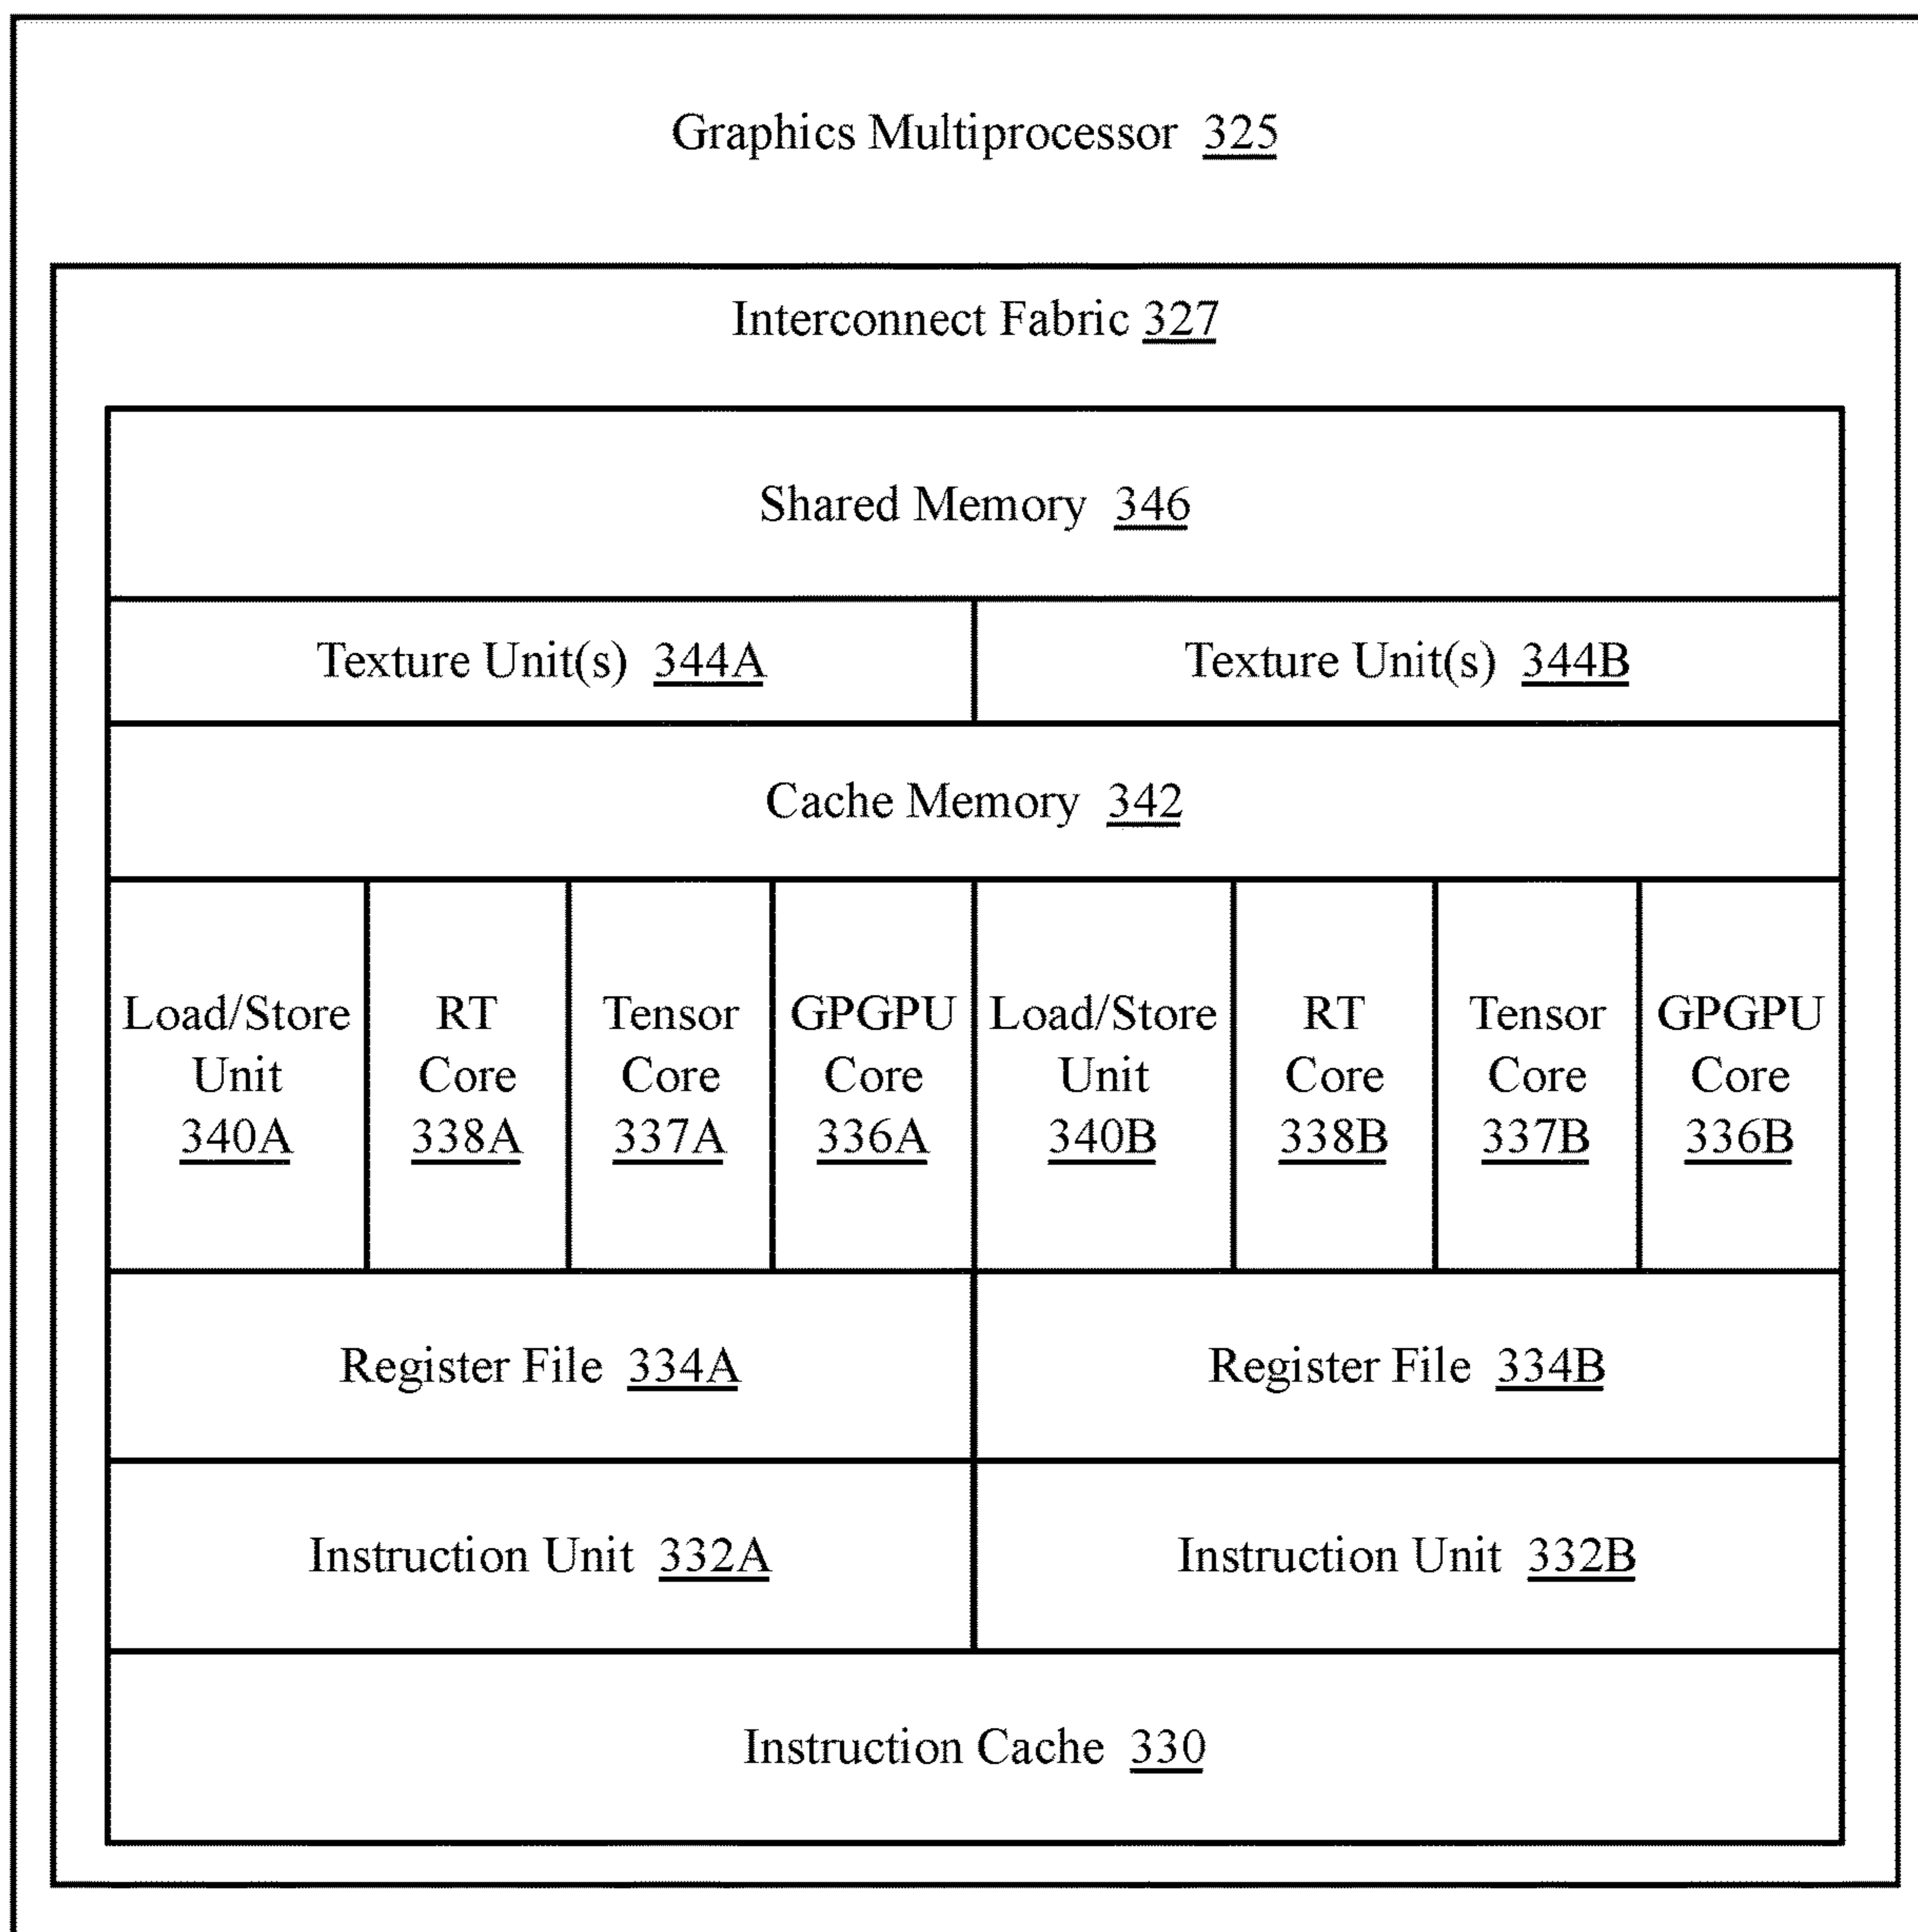 Graphics Multiprocessor 325
Interconnect Fabric 327
Shared Memory 346
Texture Unit(s) 344A
Texture Unit(s) 344B
Cache Memory 342
Load/Store
Unit
340A
RT
Core
338A
Tensor
Core
337A
GPGPU
Core
336A
Load/Store
Unit
340B
RT
Core
338B
Tensor
Core
337B
GPGPU
Core
336B
Register File 334A
Register File 334B
Instruction Unit 332A
Instruction Unit 332B
Instruction Cache 330